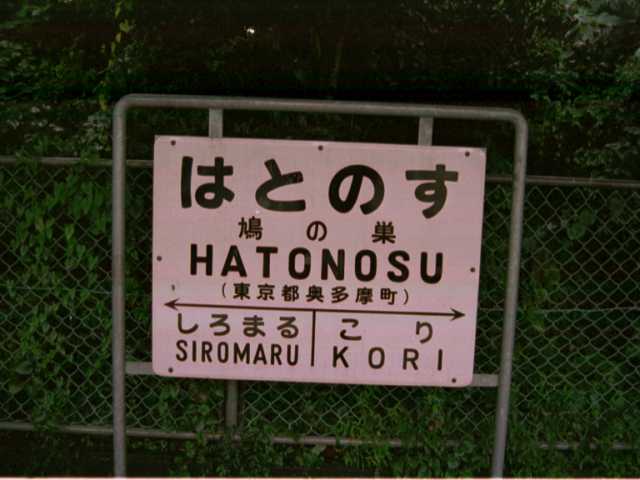 はとのす
鳩の巣
HATONOSU
(東京都奥多摩町)
しろまる こり
SIROMARU KORI